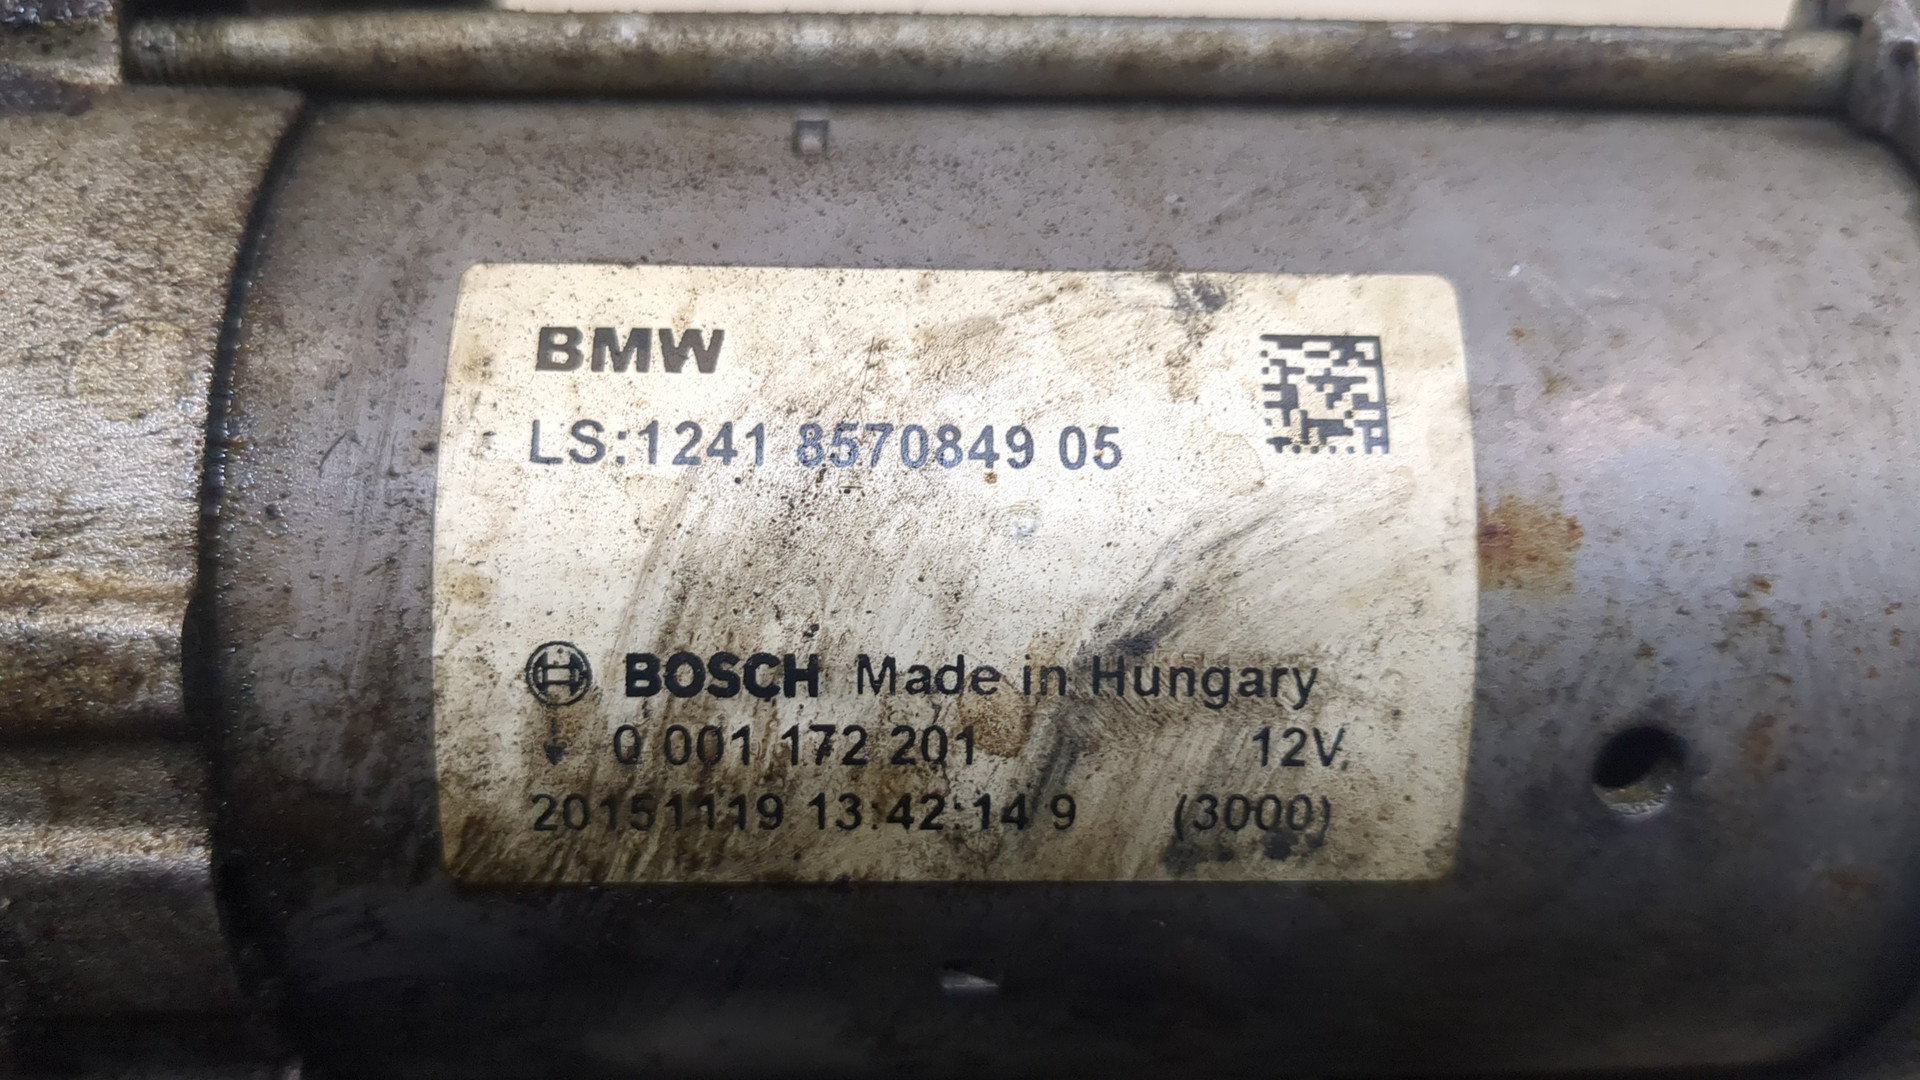 BMW
LS:1241 8570849 05
BOSCH Made in Hungary
0 001 172 201 12V
20151119 13:42:14 9 (3000)